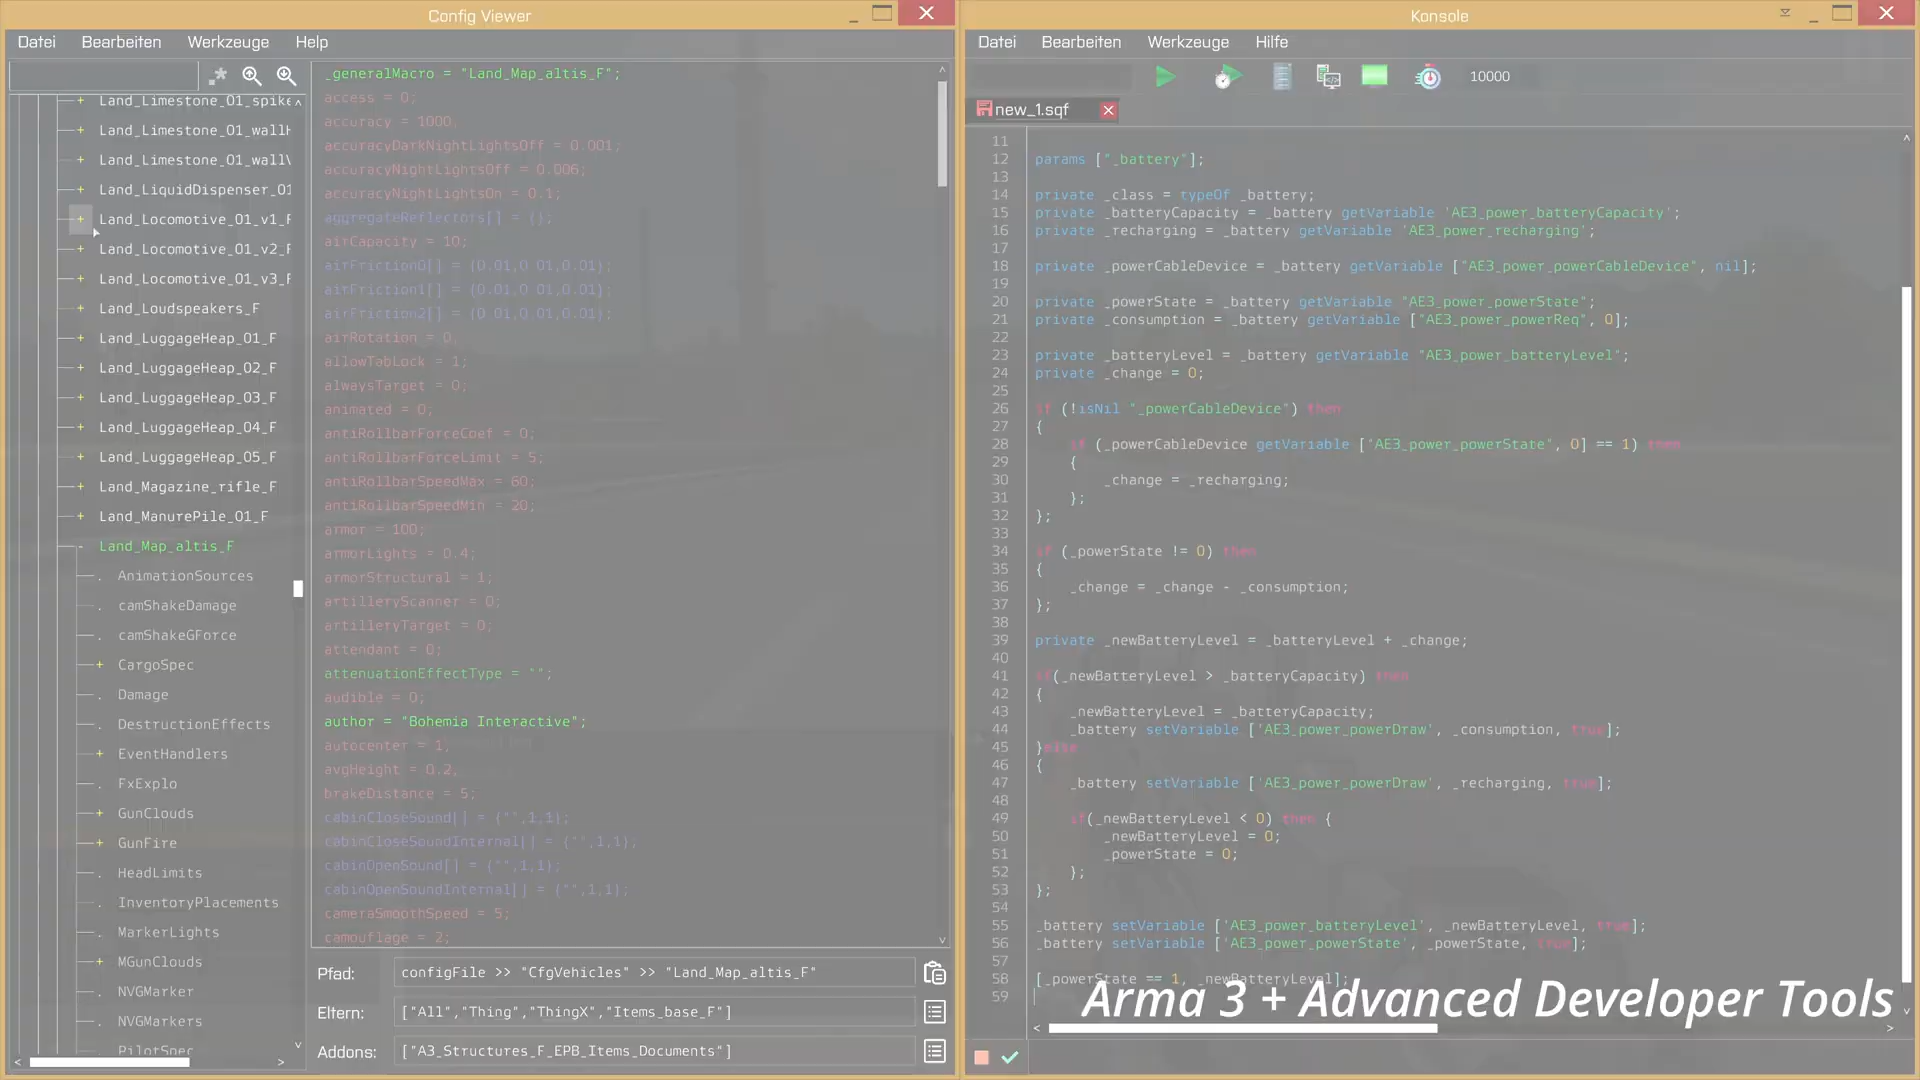 Config Viewer
Datei Bearbeiten Werkzeuge Help
Land_Limestone_01_spike
Land_Limestone_01_wallH
Land_Limestone_01_wallV
Land_LiquidDispenser_01
Land_Locomotive_01_v1_F
Land_Locomotive_01_v2_F
Land_Locomotive_01_v3_F
Land_Loudspeakers_F
Land_LuggageHeap_01_F
Land_LuggageHeap_02_F
Land_LuggageHeap_03_F
Land_LuggageHeap_04_F
Land_LuggageHeap_05_F
Land_Magazine_rifle_F
Land_ManurePile_01_F
Land_Map_altis_F
AnimationSources
camShakeDamage
camShakeGForce
CargoSpec
Damage
DestructionEffects
EventHandlers
FxExplo
GunClouds
GunFire
HeadLimits
InventoryPlacements
MarkerLights
MGunClouds
NVGMarker
NVGMarkers
PilotSpec
_generalMacro = "Land_Map_altis_F";
access = 0;
accuracy = 1000;
accuracyDarkNightLightsOff = 0.001;
accuracyNightLightsOff = 0.006;
accuracyNightLightsOn = 0.1;
aggregateReflectors[] = {};
airCapacity = 10;
airFriction0[] = {0.01,0.01,0.01};
airFriction1[] = {0.01,0.01,0.01};
airFriction2[] = {0.01,0.01,0.01};
airRotation = 0;
allowTabLock = 1;
alwaysTarget = 0;
animated = 0;
antiRollbarForceCoef = 0;
antiRollbarForceLimit = 5;
antiRollbarSpeedMax = 60;
antiRollbarSpeedMin = 20;
armor = 100;
armorLights = 0.4;
armorStructural = 1;
artilleryScanner = 0;
artilleryTarget = 0;
attendant = 0;
attenuationEffectType = "";
audible = 0;
author = "Bohemia Interactive";
autocenter = 1;
avgHeight = 0.2;
brakeDistance = 5;
cabinCloseSound[] = {"",1,1};
cabinCloseSoundInternal[] = {"",1,1};
cabinOpenSound[] = {"",1,1};
cabinOpenSoundInternal[] = {"",1,1};
cameraSmoothSpeed = 5;
camouflage = 2;
Pfad: configFile >> "CfgVehicles" >> "Land_Map_altis_F"
Eltern: ["All","Thing","ThingX","Items_base_F"]
Addons: ["A3_Structures_F_EPB_Items_Documents"]
Konsole
Datei Bearbeiten Werkzeuge Hilfe
10000
new_1.sqf
11
12 params ["_battery"];
13
14 private _class = typeOf _battery;
15 private _batteryCapacity = _battery getVariable 'AE3_power_batteryCapacity';
16 private _recharging = _battery getVariable 'AE3_power_recharging';
17
18 private _powerCableDevice = _battery getVariable ["AE3_power_powerCableDevice", nil];
19
20 private _powerState = _battery getVariable "AE3_power_powerState";
21 private _consumption = _battery getVariable ["AE3_power_powerReq", 0];
22
23 private _batteryLevel = _battery getVariable "AE3_power_batteryLevel";
24 private _change = 0;
25
26 if (!isNil "_powerCableDevice") then
27 {
28 if (_powerCableDevice getVariable ["AE3_power_powerState", 0] == 1) then
29 {
30 _change = _recharging;
31 };
32 };
33
34 if (_powerState != 0) then
35 {
36 _change = _change - _consumption;
37 };
38
39 private _newBatteryLevel = _batteryLevel + _change;
40
41 if(_newBatteryLevel > _batteryCapacity) then
42 {
43 _newBatteryLevel = _batteryCapacity;
44 _battery setVariable ['AE3_power_powerDraw', _consumption, true];
45 }else
46 {
47 _battery setVariable ['AE3_power_powerDraw', _recharging, true];
48
49 if(_newBatteryLevel < 0) then {
50 _newBatteryLevel = 0;
51 _powerState = 0;
52 };
53 };
54
55 _battery setVariable ['AE3_power_batteryLevel', _newBatteryLevel, true];
56 _battery setVariable ['AE3_power_powerState', _powerState, true];
57
58 [_powerState == 1, _newBatteryLevel];
59
Arma 3 + Advanced Developer Tools